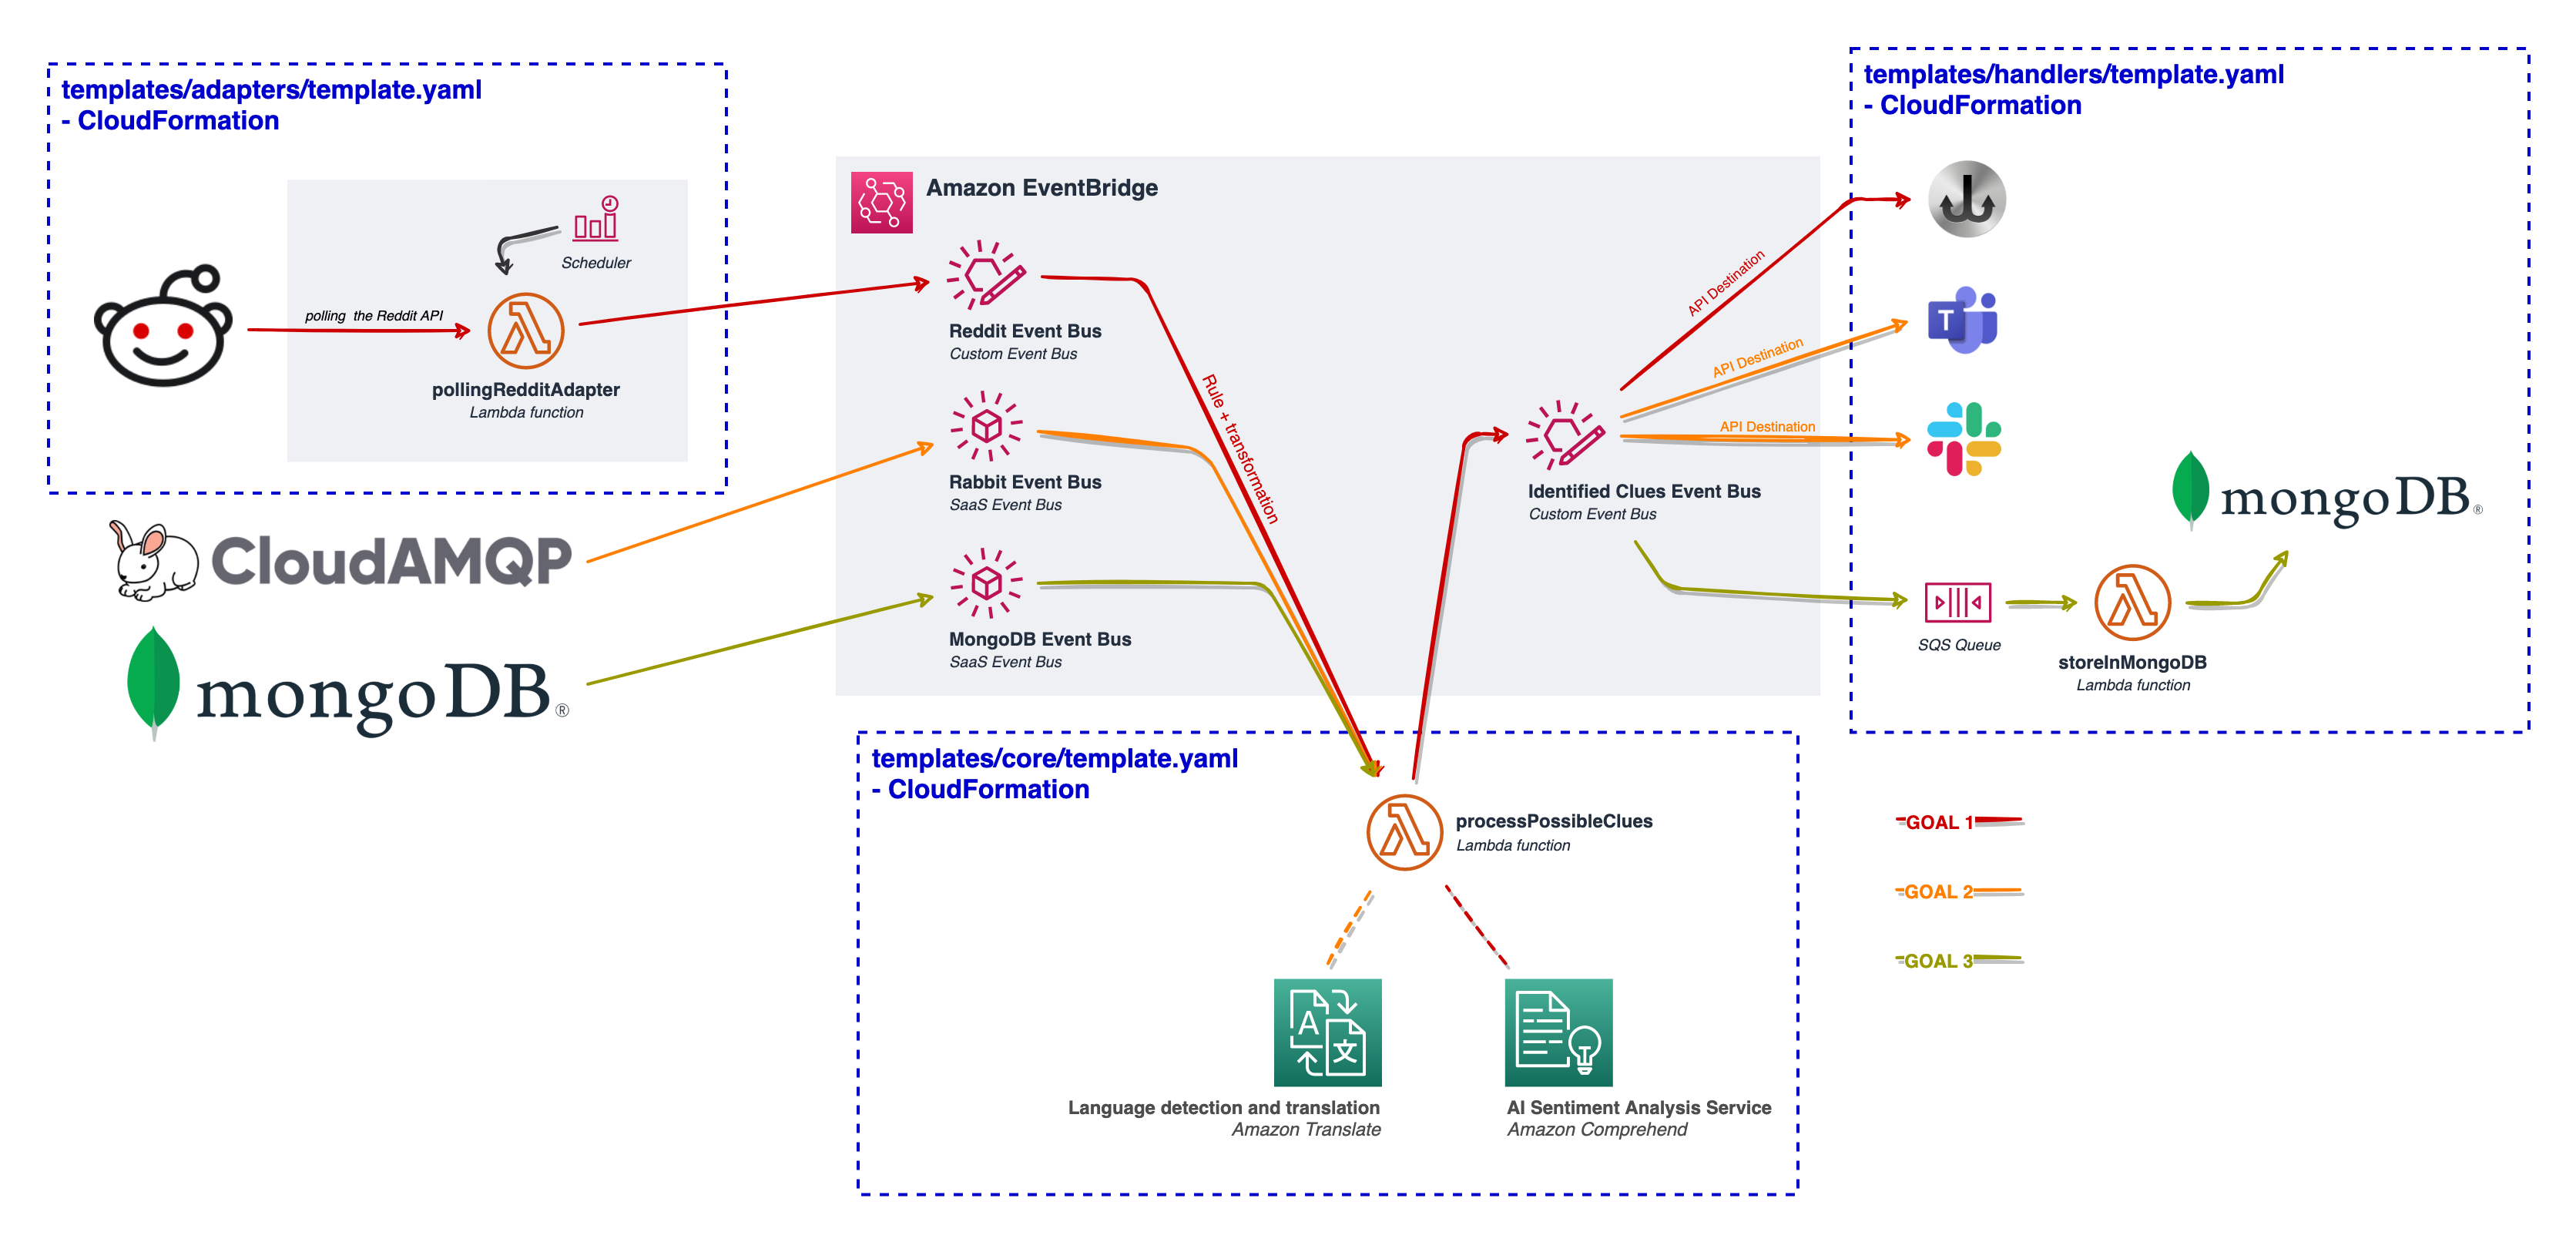 templates/adapters/template.yaml
- CloudFormation
Scheduler
polling the Reddit API
pollingRedditAdapter
Lambda function
CloudAMQP
mongoDB®
Amazon EventBridge
Reddit Event Bus
Custom Event Bus
Rabbit Event Bus
SaaS Event Bus
MongoDB Event Bus
SaaS Event Bus
Rule + transformation
Identified Clues Event Bus
Custom Event Bus
API Destination
API Destination
API Destination
templates/handlers/template.yaml
- CloudFormation
T
mongoDB®
SQS Queue
storeInMongoDB
Lambda function
templates/core/template.yaml
- CloudFormation
processPossibleClues
Lambda function
A
文
Language detection and translation
Amazon Translate
AI Sentiment Analysis Service
Amazon Comprehend
GOAL 1
GOAL 2
GOAL 3